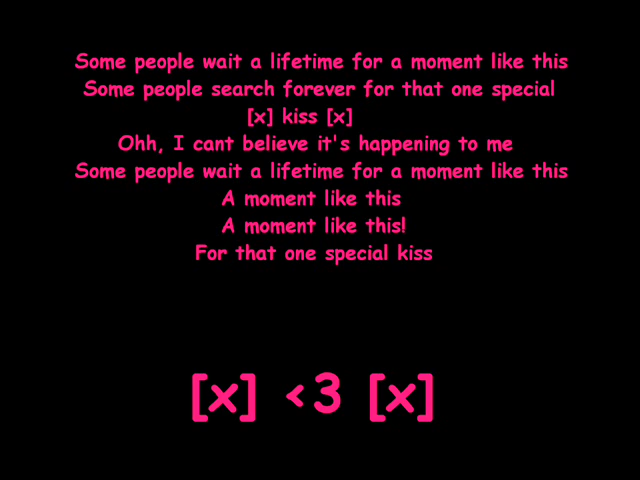 Some people wait a lifetime for a moment like this
Some people search forever for that one special
[x] kiss [x]
Ohh, I cant believe it's happening to me
Some people wait a lifetime for a moment like this
A moment like this
A moment like this!
For that one special kiss
[x] <3 [x]